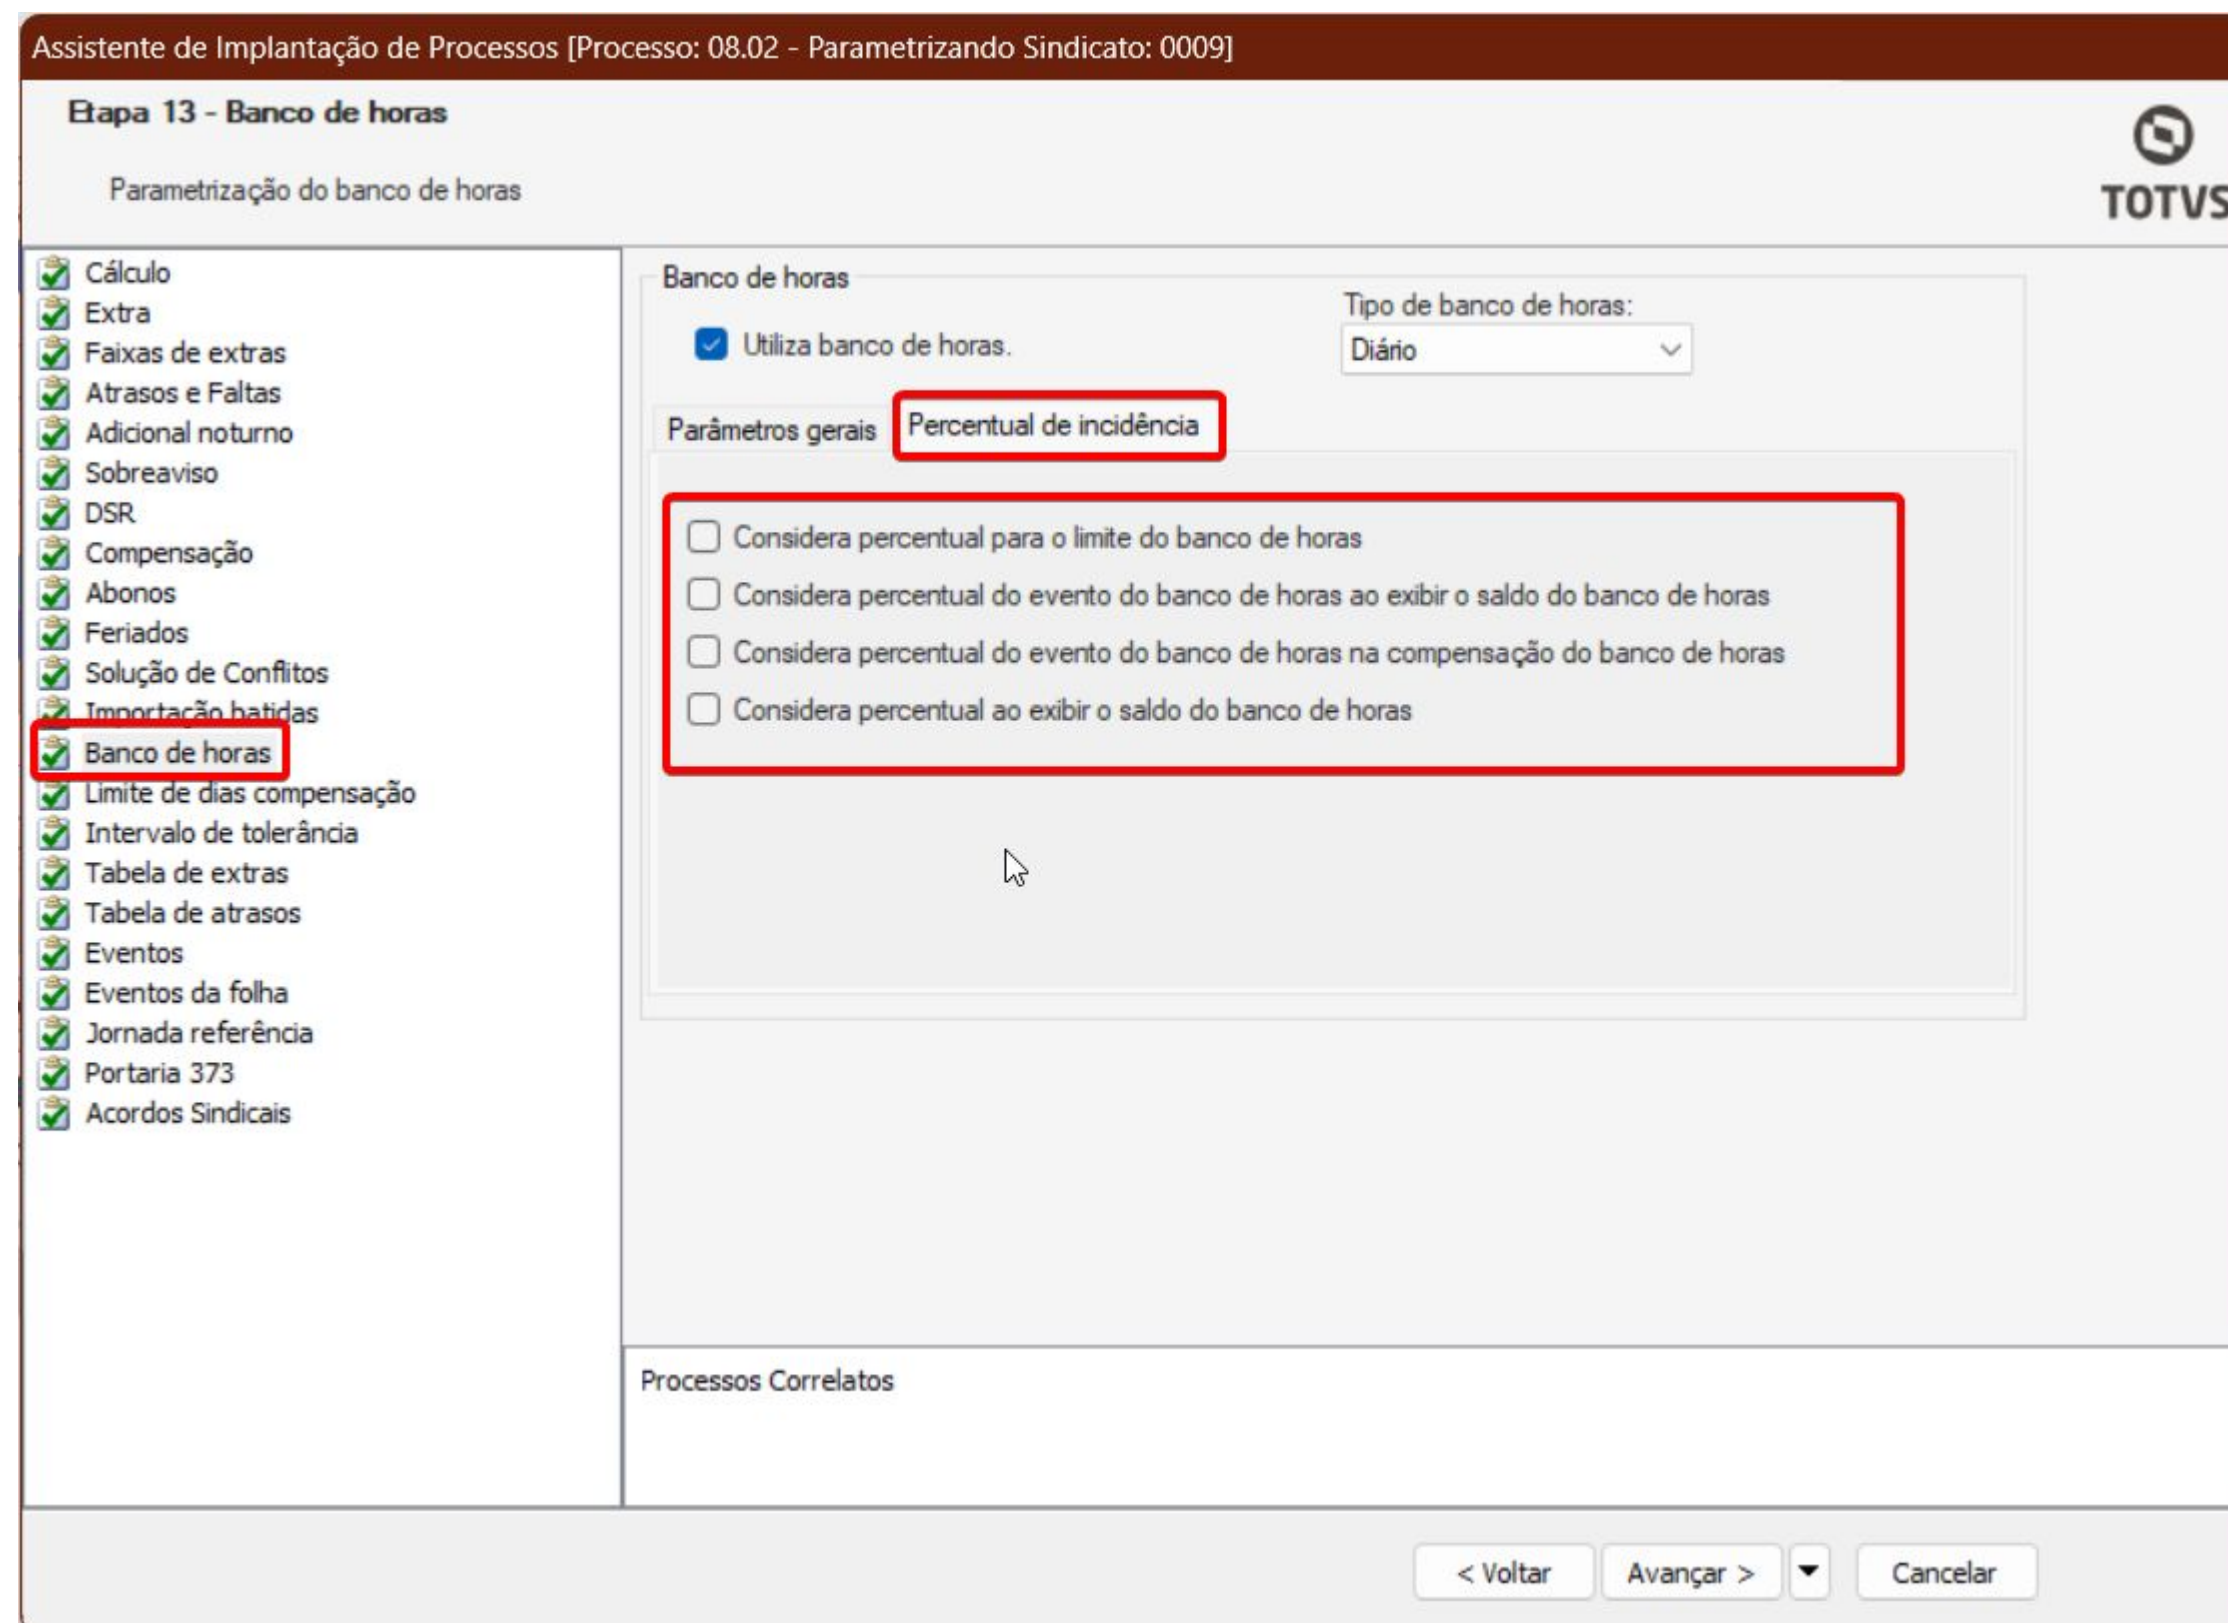 Assistente de Implantação de Processos [Processo: 08.02 - Parametrizando Sindicato: 0009]
Etapa 13 - Banco de horas
Parametrização do banco de horas
TOTVS
Cálculo
Extra
Faixas de extras
Atrasos e Faltas
Adicional noturno
Sobreaviso
DSR
Compensação
Abonos
Feriados
Solução de Conflitos
Importação batidas
Banco de horas
Limite de dias compensação
Intervalo de tolerância
Tabela de extras
Tabela de atrasos
Eventos
Eventos da folha
Jornada referência
Portaria 373
Acordos Sindicais
Banco de horas
Utiliza banco de horas.
Tipo de banco de horas:
Diário
Parâmetros gerais
Percentual de incidência
Considera percentual para o limite do banco de horas
Considera percentual do evento do banco de horas ao exibir o saldo do banco de horas
Considera percentual do evento do banco de horas na compensação do banco de horas
Considera percentual ao exibir o saldo do banco de horas
Processos Correlatos
< Voltar
Avançar >
Cancelar